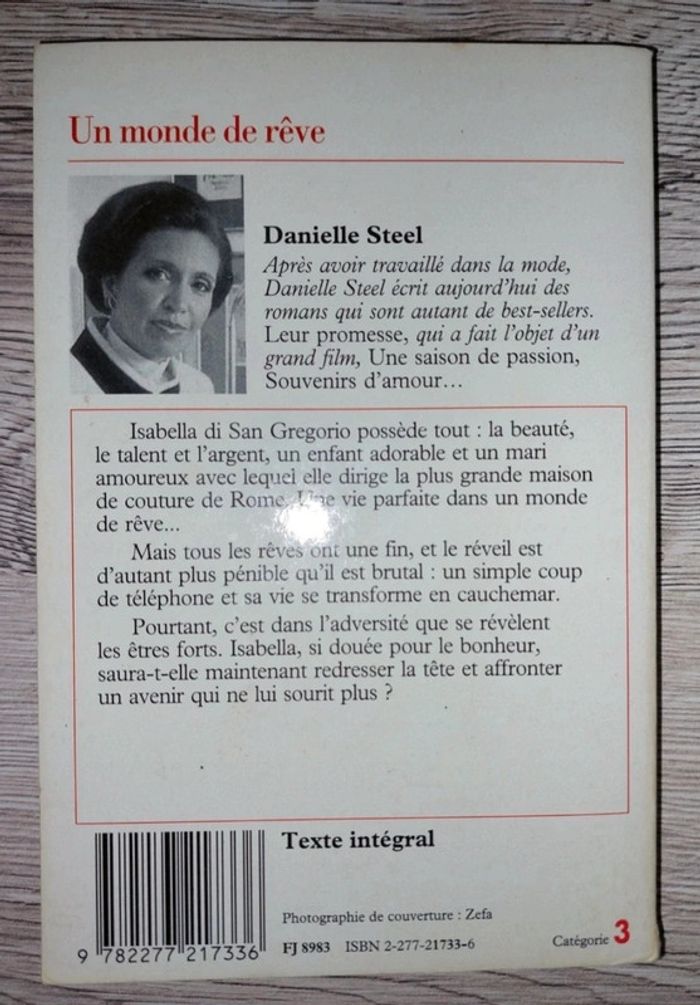 Un monde de rêve
Danielle Steel
Après avoir travaillé dans la mode,
Danielle Steel écrit aujourd'hui des
romans qui sont autant de best-sellers.
Leur promesse, qui a fait l'objet d'un
grand film, Une saison de passion,
Souvenirs d'amour...
Isabella di San Gregorio possède tout : la beauté,
le talent et l'argent, un enfant adorable et un mari
amoureux avec lequel elle dirige la plus grande maison
de couture de Rome. Une vie parfaite dans un monde
de rêve...
Mais tous les rêves ont une fin, et le réveil est
d'autant plus pénible qu'il est brutal : un simple coup
de téléphone et sa vie se transforme en cauchemar.
Pourtant, c'est dans l'adversité que se révèlent
les êtres forts. Isabella, si douée pour le bonheur,
saura-t-elle maintenant redresser la tête et affronter
un avenir qui ne lui sourit plus ?
Texte intégral
Photographie de couverture : Zefa
FJ 8983 ISBN 2-277-21733-6
Catégorie 3
9 782277 217336